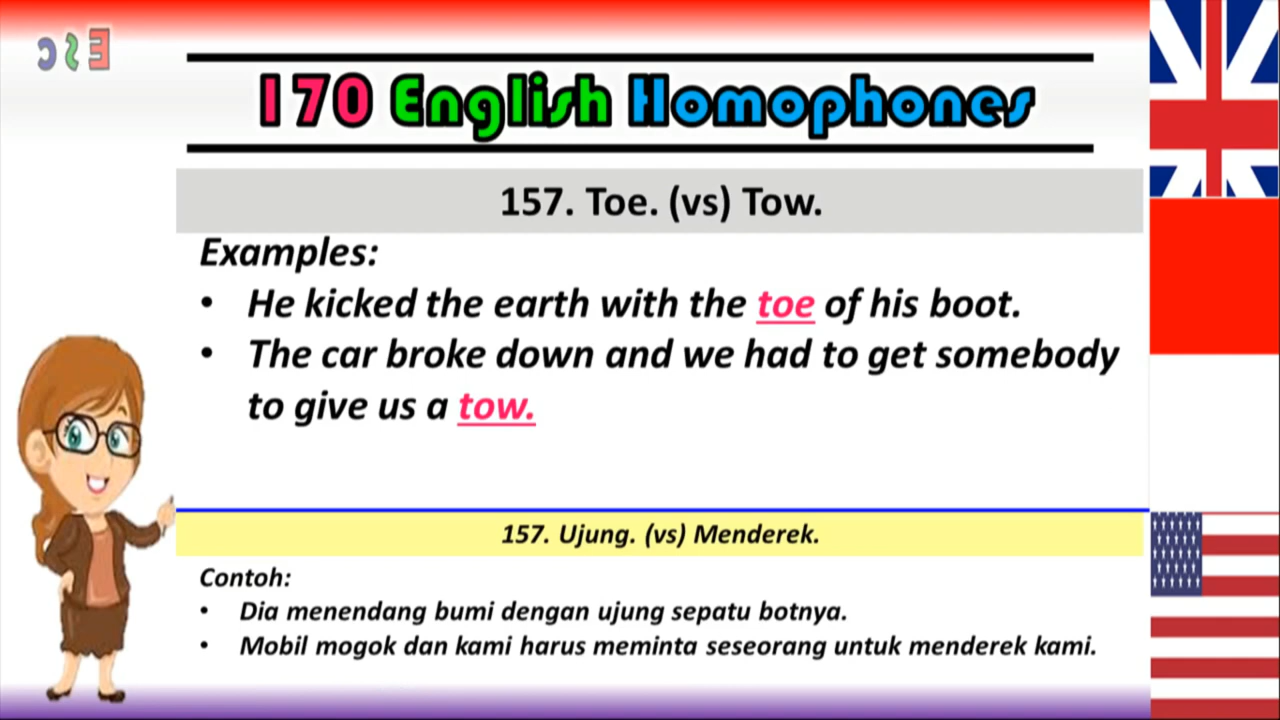 ESC
170 English Homophones
157. Toe. (vs) Tow.
Examples:
• He kicked the earth with the toe of his boot.
• The car broke down and we had to get somebody
to give us a tow.
157. Ujung. (vs) Menderek.
Contoh:
• Dia menendang bumi dengan ujung sepatu botnya.
• Mobil mogok dan kami harus meminta seseorang untuk menderek kami.